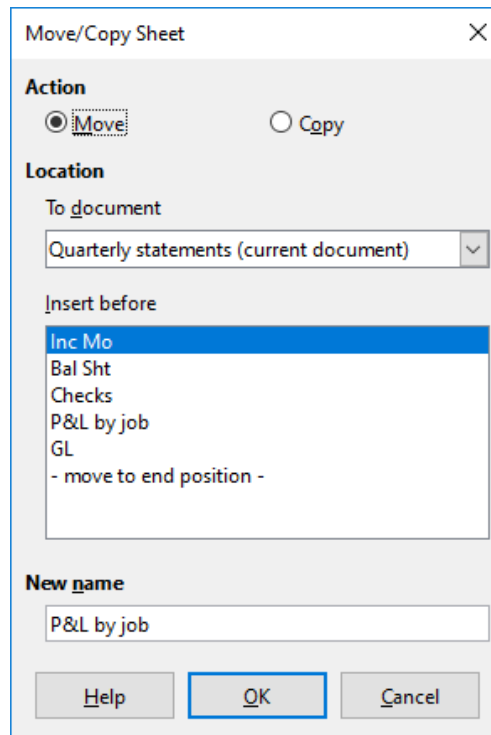 Move/Copy Sheet
Action
Move Copy
Location
To document
Quarterly statements (current document)
Insert before
Inc Mo
Bal Sht
Checks
P&L by job
GL
- move to end position -
New name
P&L by job
Help OK Cancel